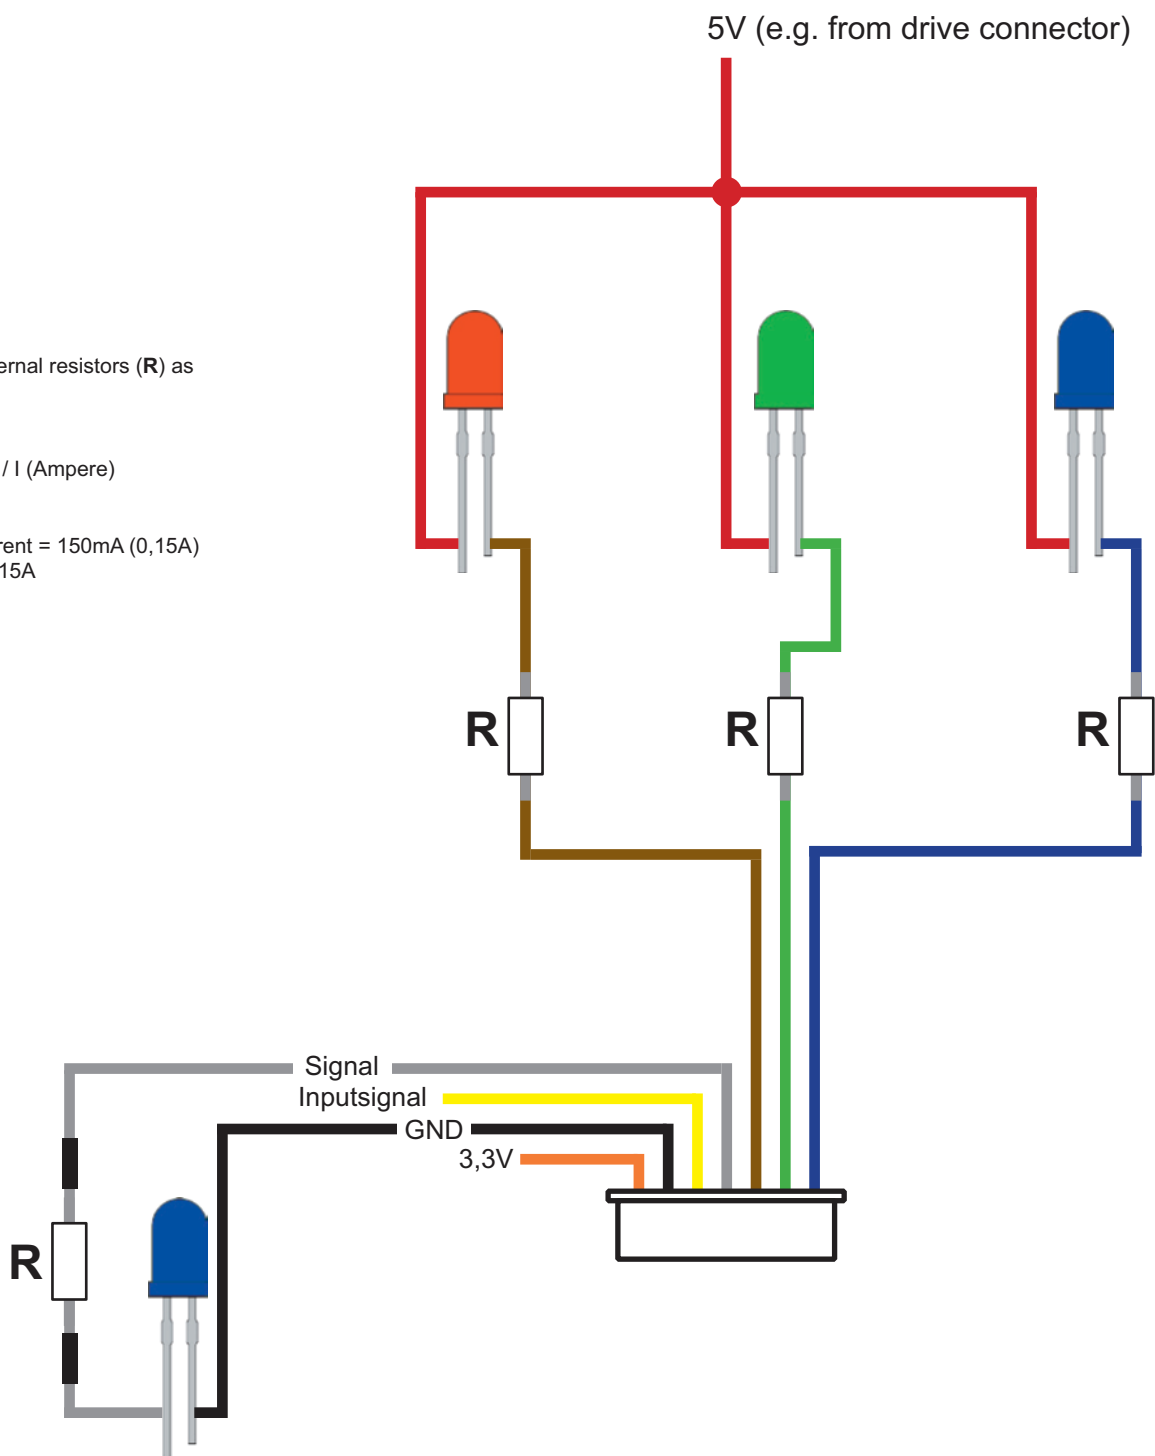 5V (e.g. from drive connector)
ernal resistors (R) as
/ I (Ampere)
rent = 150mA (0,15A)
15A
R
R
R
Signal
Inputsignal
GND
3,3V
R